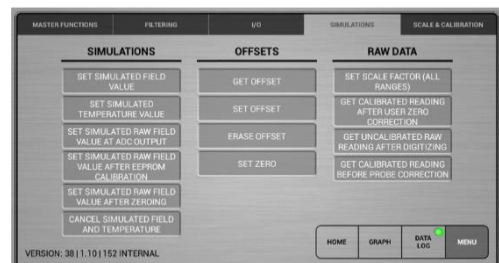 MASTER FUNCTIONS
FILTERING
I/O
SIMULATIONS
SCALE & CALIBRATION
SIMULATIONS
SET SIMULATED FIELD
VALUE
SET SIMULATED
TEMPERATURE VALUE
SET SIMULATED RAW FIELD
VALUE AT ADC OUTPUT
SET SIMULATED RAW FIELD
VALUE AFTER EEPROM
CALIBRATION
SET SIMULATED RAW FIELD
VALUE AFTER ZEROING
CANCEL SIMULATED FIELD
AND TEMPERATURE
OFFSETS
GET OFFSET
SET OFFSET
ERASE OFFSET
SET ZERO
RAW DATA
SET SCALE FACTOR (ALL
RANGES)
GET CALIBRATED READING
AFTER USER ZERO
CORRECTION
GET UNCALIBRATED RAW
READING AFTER DIGITIZING
GET CALIBRATED READING
BEFORE PROBE CORRECTION
HOME
GRAPH
DATA
LOG
MENU
VERSION: 38 | 1.10 | 152 INTERNAL